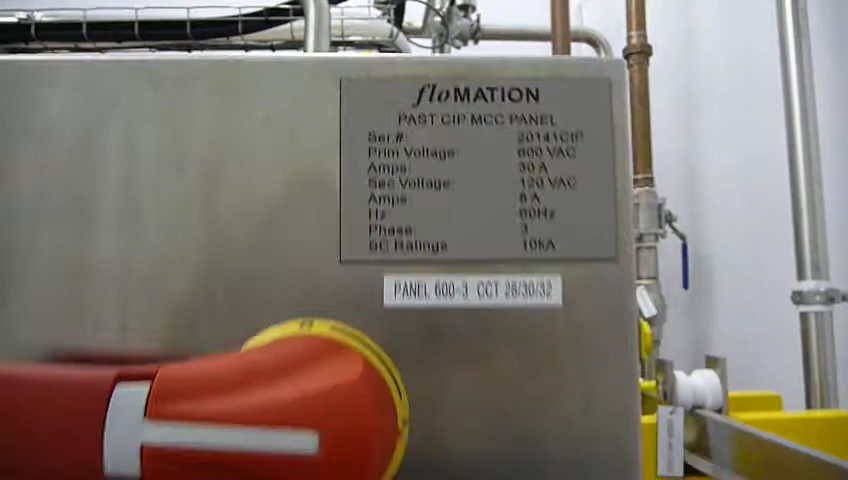 floMATION
PAST CIP MCC PANEL
Ser.#: 20141CIP
Prim Voltage: 600 VAC
Amps: 30 A
Sec Voltage: 120 VAC
Amps: 8 A
Hz: 60Hz
Phase: 3
SC Ratings 10kA
PANEL 600-3 CCT 28/30/32